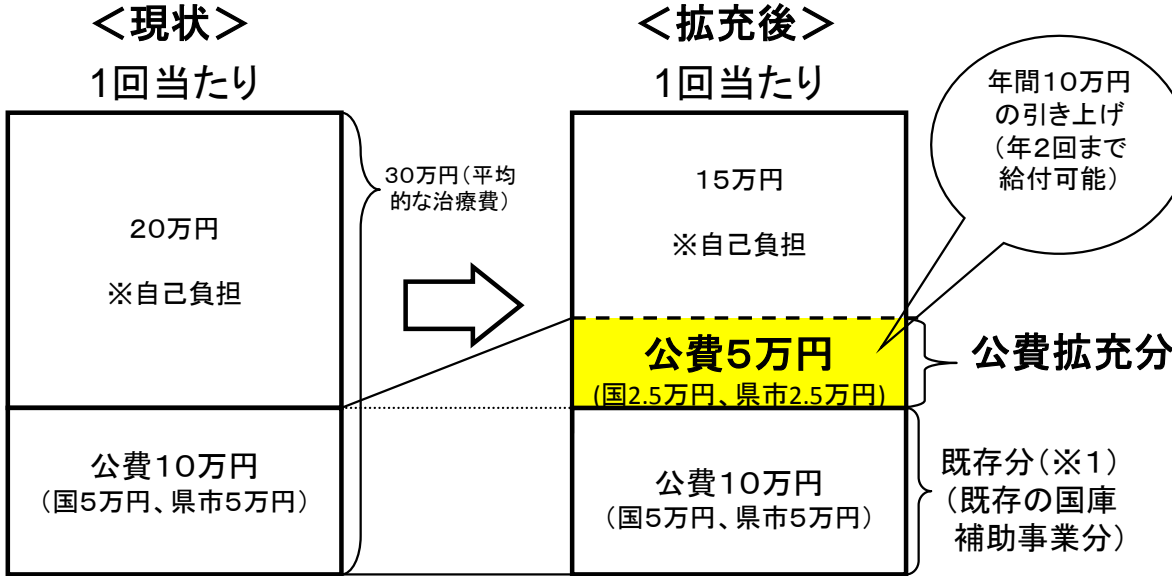 ＜現状＞
1回当たり
20万円
※自己負担
公費10万円
（国5万円、県市5万円）
30万円（平均
的な治療費）
＜拡充後＞
1回当たり
15万円
※自己負担
公費5万円
(国2.5万円、県市2.5万円)
公費10万円
（国5万円、県市5万円）
年間10万円
の引き上げ
（年2回まで
給付可能）
公費拡充分
既存分（※1）
（既存の国庫
補助事業分）